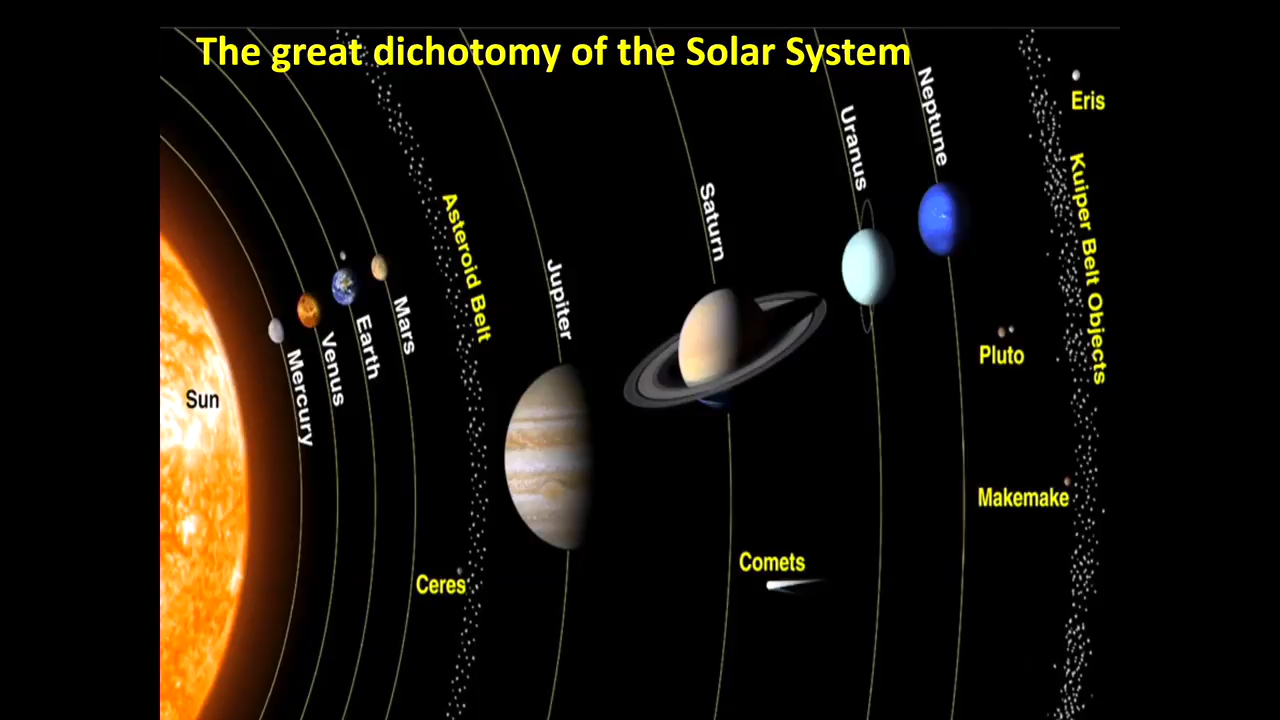 The great dichotomy of the Solar System
Sun
Mercury
Venus
Earth
Mars
Asteroid Belt
Ceres
Jupiter
Saturn
Comets
Uranus
Neptune
Pluto
Makemake
Eris
Kuiper Belt Objects